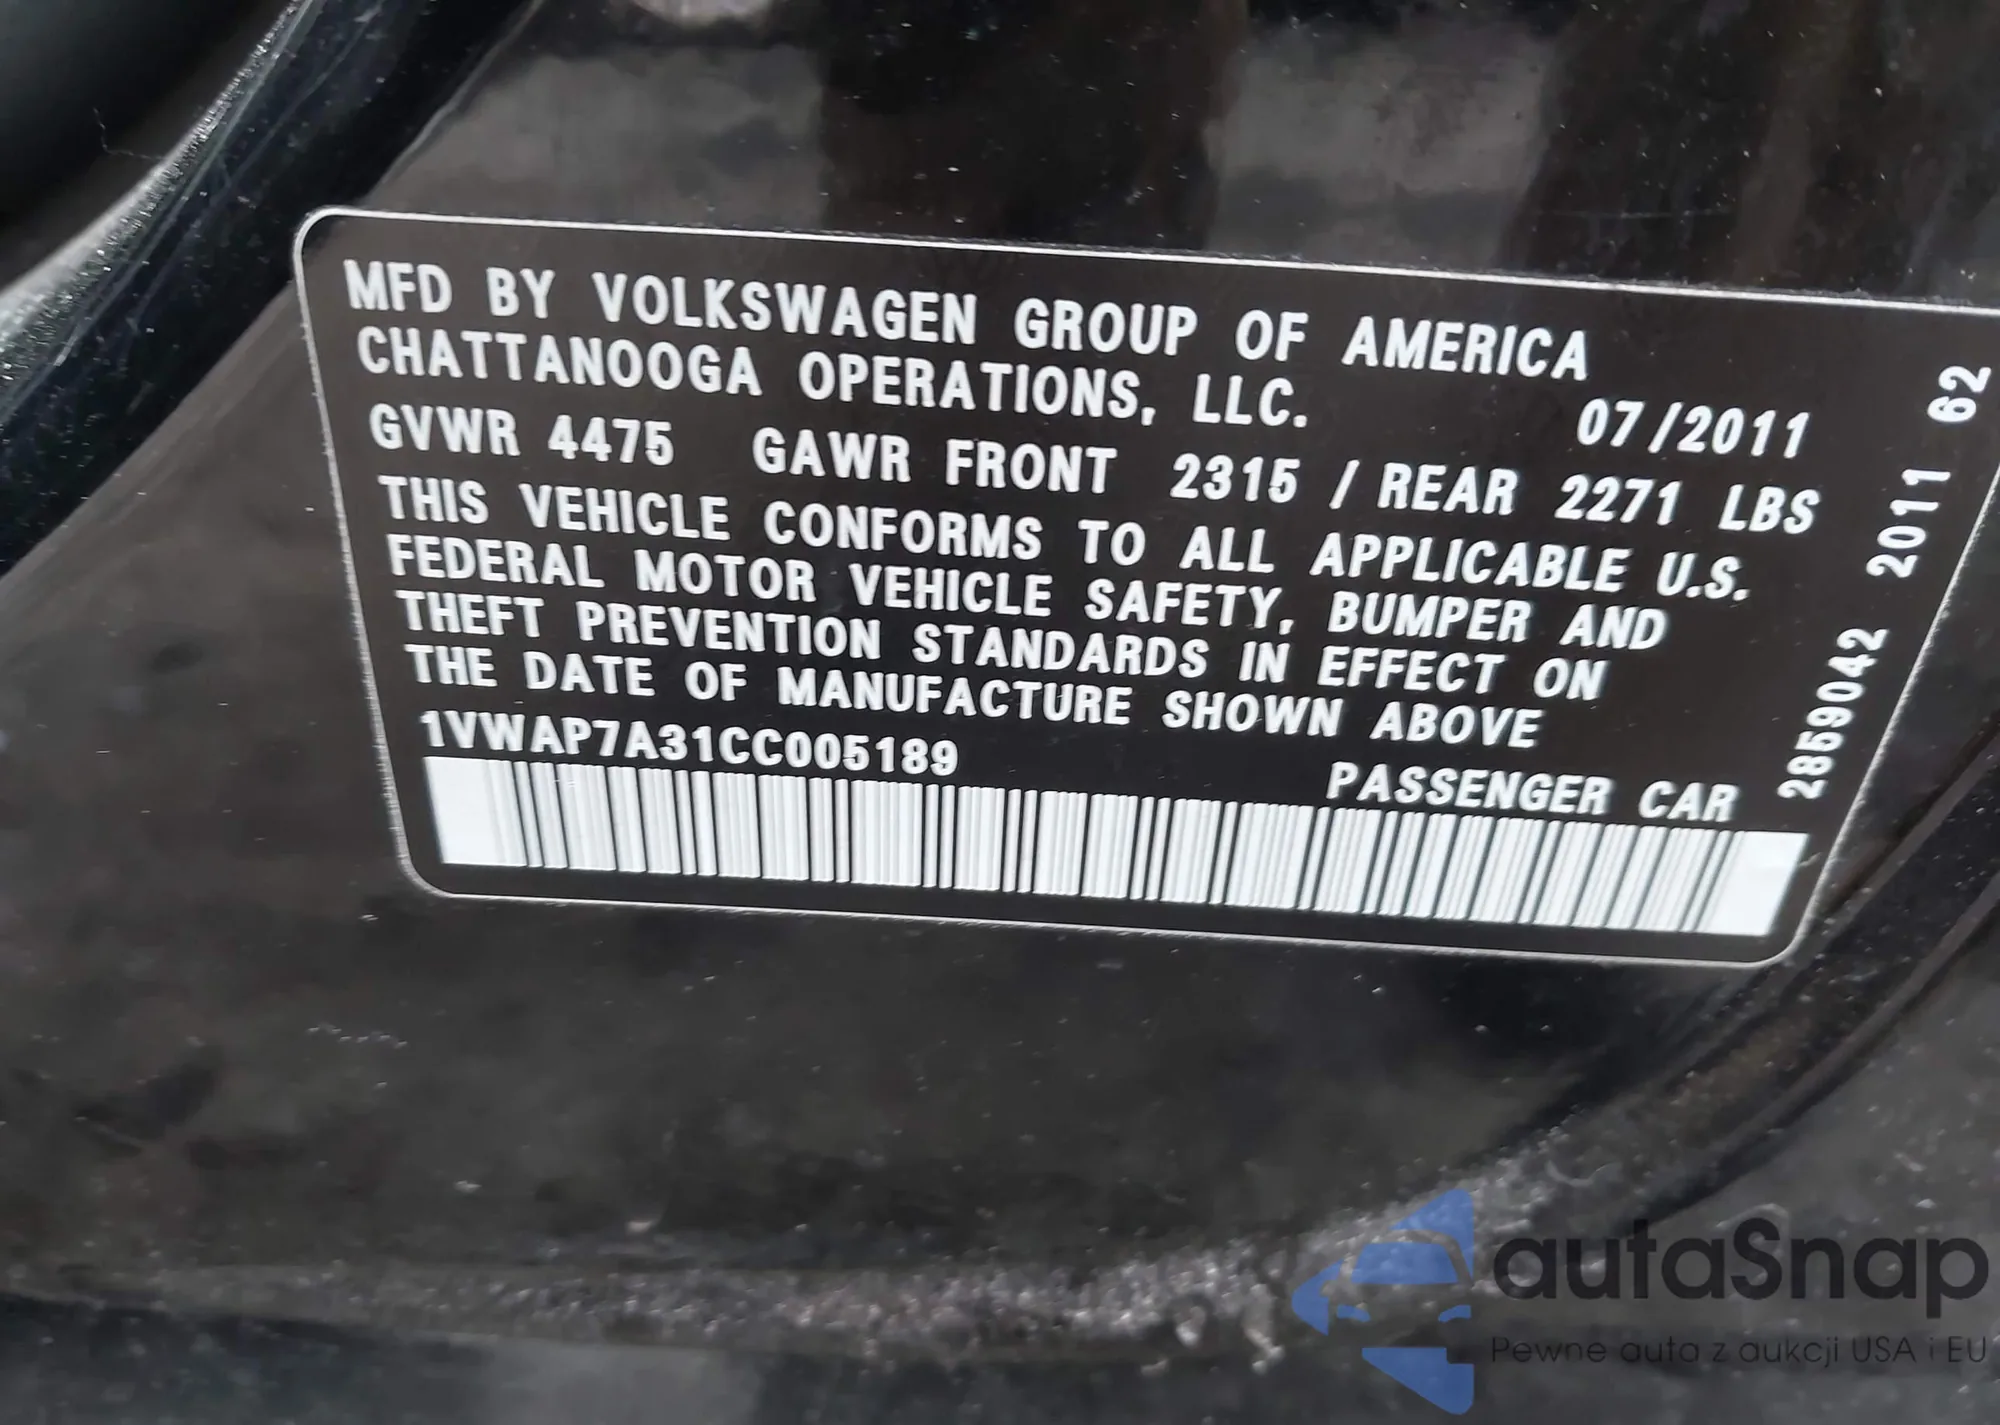 MFD BY VOLKSWAGEN GROUP OF AMERICA
CHATTANOOGA OPERATIONS, LLC.
07/2011
GVWR 4475 GAWR FRONT 2315 / REAR 2271 LBS
THIS VEHICLE CONFORMS TO ALL APPLICABLE U.S.
FEDERAL MOTOR VEHICLE SAFETY, BUMPER AND
THEFT PREVENTION STANDARDS IN EFFECT ON
THE DATE OF MANUFACTURE SHOWN ABOVE
1VWAP7A31CC005189
PASSENGER CAR
2859042 2011 62
autaSnap
Pewne auta z aukcji USA i EU